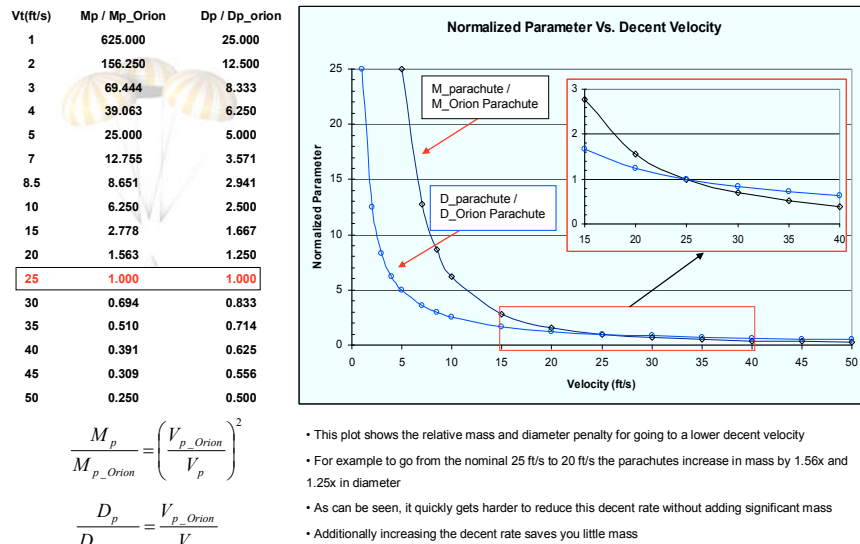 Vt(ft/s) Mp / Mp_Orion Dp / Dp_orion
1 625.000 25.000
2 156.250 12.500
3 69.444 8.333
4 39.063 6.250
5 25.000 5.000
7 12.755 3.571
8.5 8.651 2.941
10 6.250 2.500
15 2.778 1.667
20 1.563 1.250
25 1.000 1.000
30 0.694 0.833
35 0.510 0.714
40 0.391 0.625
45 0.309 0.556
50 0.250 0.500
M_p / M_{p_Orion} = (V_{p_Orion} / V_p)^2
D_p / D = V_{p_Orion} / V
Normalized Parameter Vs. Decent Velocity
Normalized Parameter
25
20
15
10
5
0
0 5 10 15 20 25 30 35 40 45 50
Velocity (ft/s)
M_parachute /
M_Orion Parachute
D_parachute /
D_Orion Parachute
3
2
1
0
15 20 25 30 35 40
• This plot shows the relative mass and diameter penalty for going to a lower decent velocity
• For example to go from the nominal 25 ft/s to 20 ft/s the parachutes increase in mass by 1.56x and
1.25x in diameter
• As can be seen, it quickly gets harder to reduce this decent rate without adding significant mass
• Additionally increasing the decent rate saves you little mass